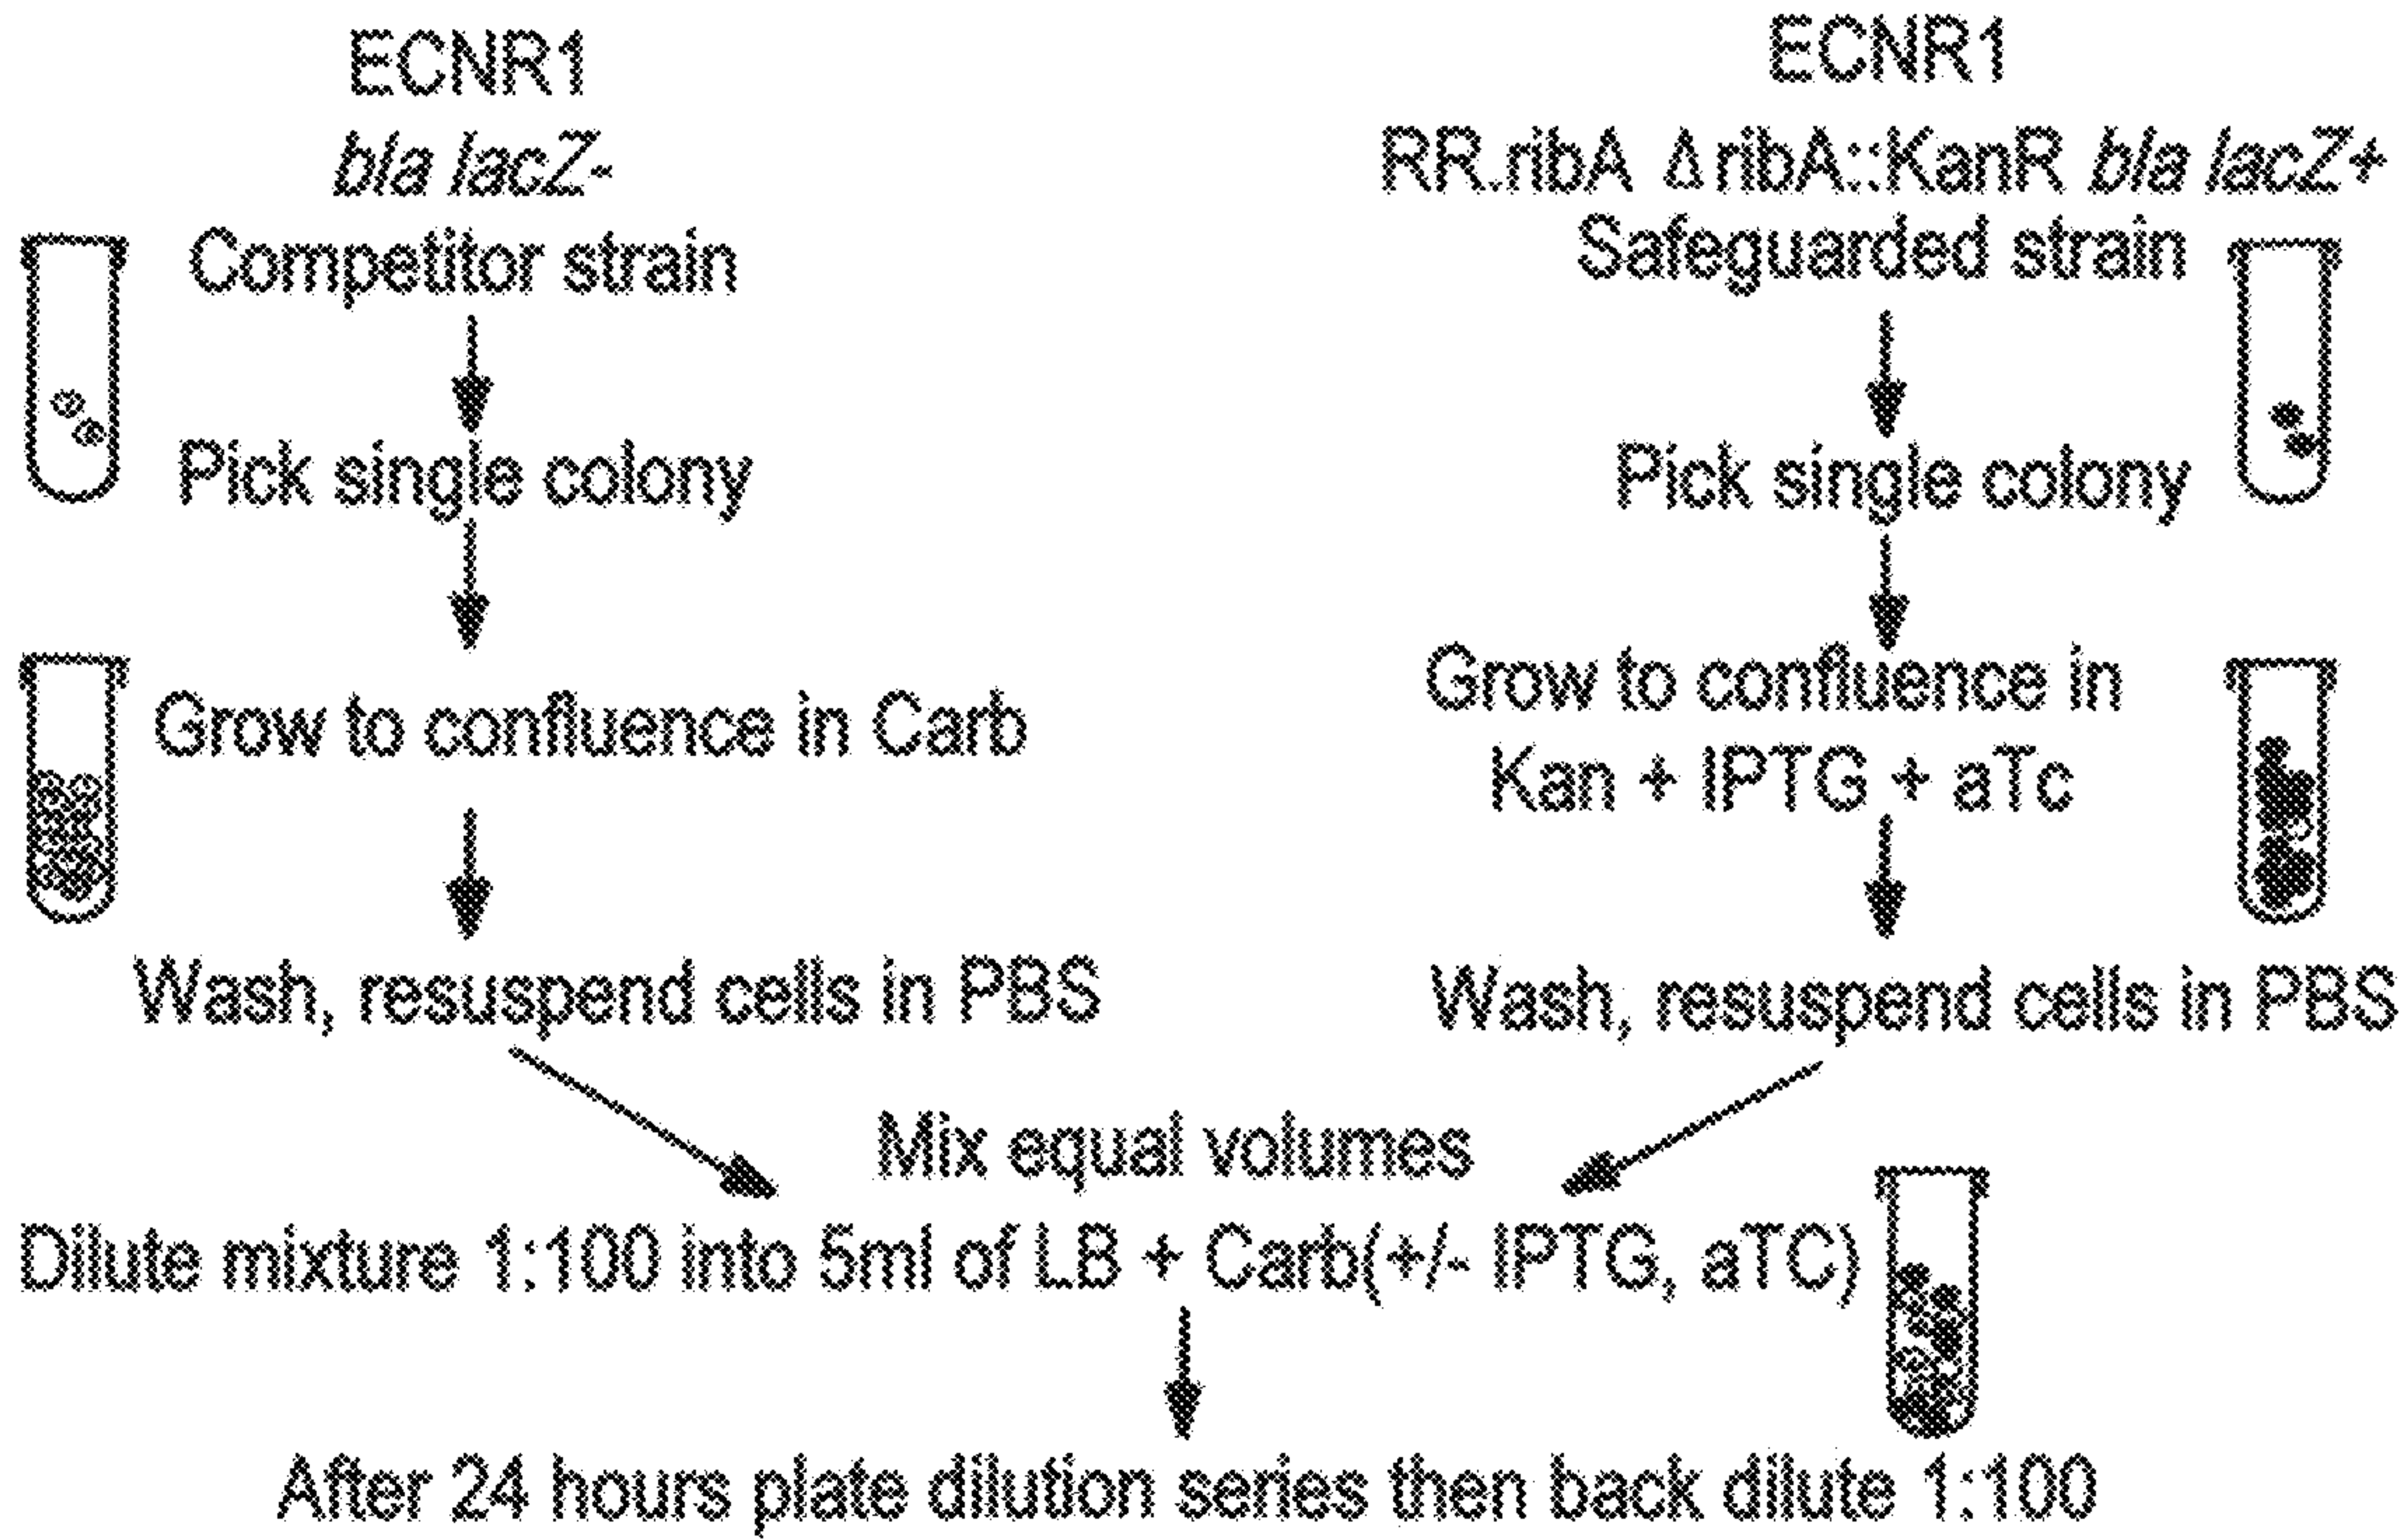 ECNR1
bla lacZ-
Competitor strain
Pick single colony
Grow to confluence in Carb
Wash, resuspend cells in PBS
ECNR1
RR.ribA ΔribA::KanR bla lacZ+
Safeguarded strain
Pick single colony
Grow to confluence in
Kan + IPTG + aTc
Wash, resuspend cells in PBS
Mix equal volumes
Dilute mixture 1:100 into 5ml of LB + Carb(+/- IPTG, aTC)
After 24 hours plate dilution series then back dilute 1:100